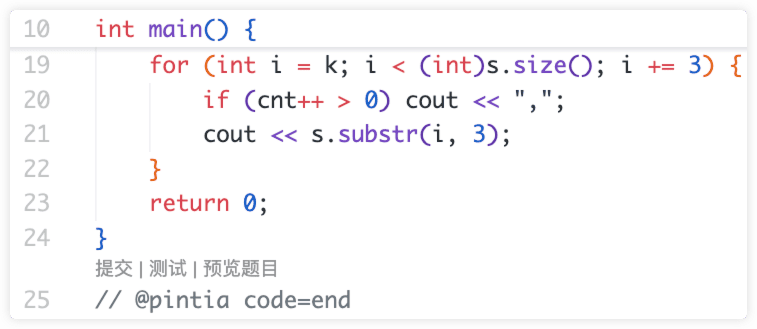 10 int main() {
19 for (int i = k; i < (int)s.size(); i += 3) {
20 if (cnt++ > 0) cout << ",";
21 cout << s.substr(i, 3);
22 }
23 return 0;
24 }
提交 | 测试 | 预览题目
25 // @pintia code=end